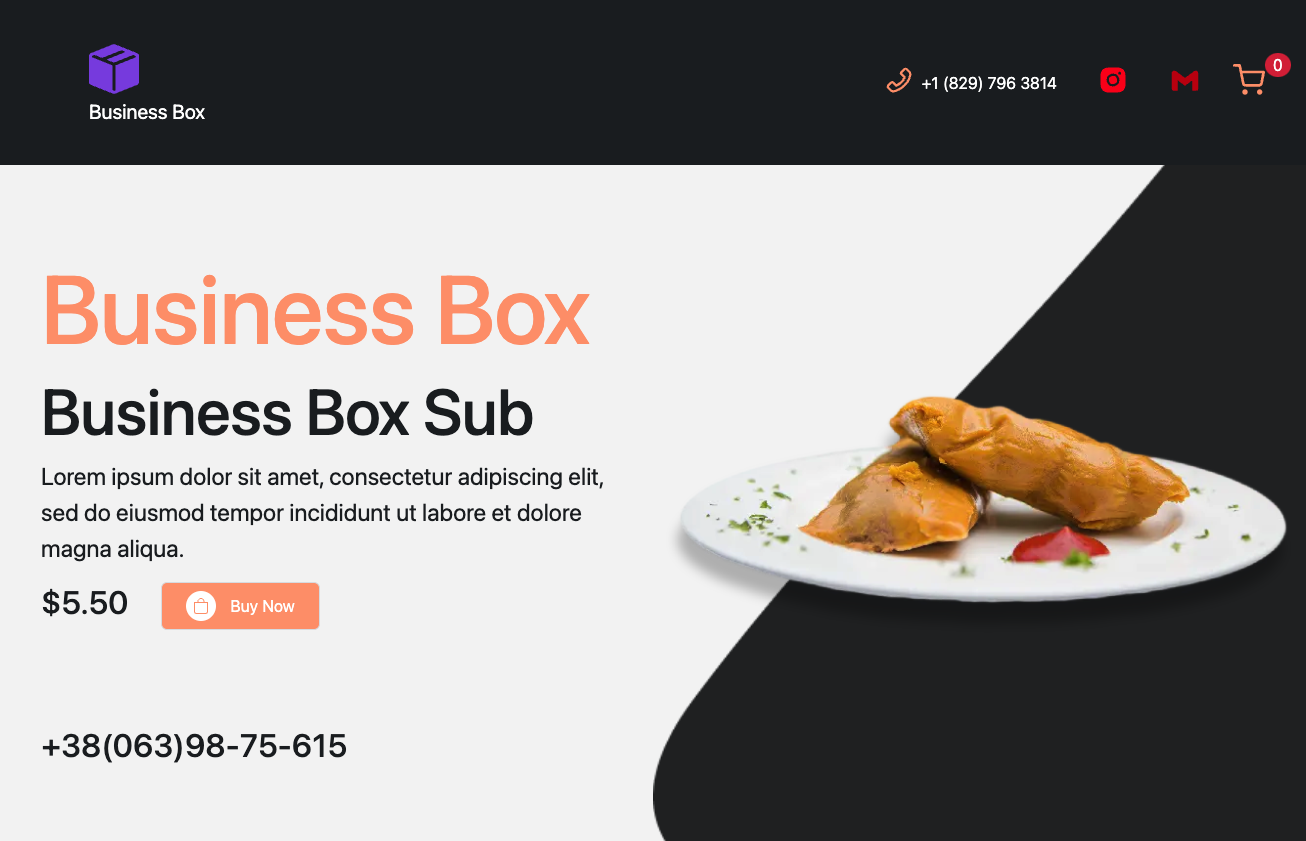 Business Box
+1 (829) 796 3814
0
Business Box
Business Box Sub
Lorem ipsum dolor sit amet, consectetur adipiscing elit,
sed do eiusmod tempor incididunt ut labore et dolore
magna aliqua.
$5.50
Buy Now
+38(063)98-75-615